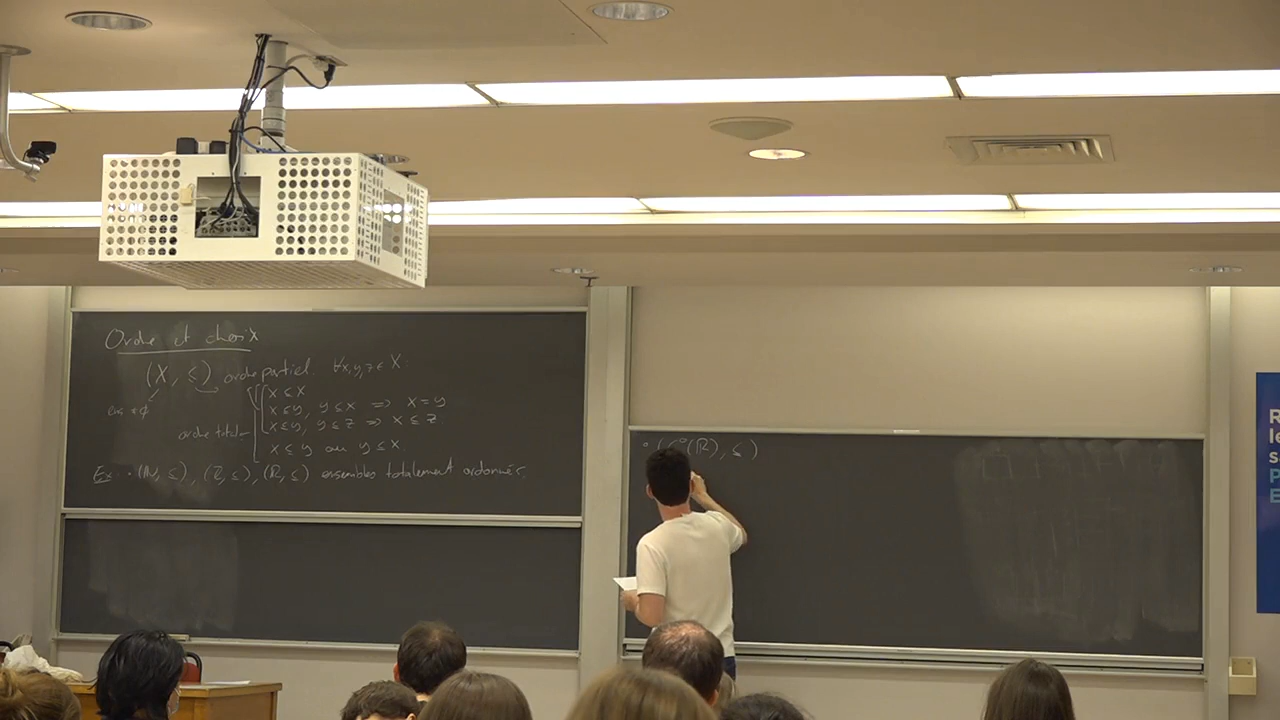 Ordre et choix
(X, ≤) ordre partiel. ∀x,y,z ∈ X:
x ≤ x
ens ≠ ∅
x ≤ y, y ≤ x ⇒ x = y
x ≤ y, y ≤ z ⇒ x ≤ z
ordre total
x ≤ y ou y ≤ x
Ex • (ℕ, ≤), (ℤ, ≤), (ℝ, ≤) ensembles totalement ordonnés.
(C⁰(ℝ), ≤)